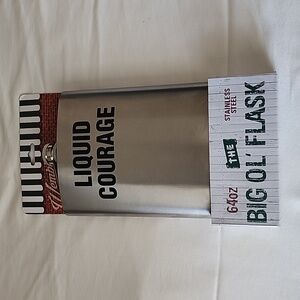 LIQUID
COURAGE
64OZ THE STAINLESS
STEEL
BIG OL' FLASK